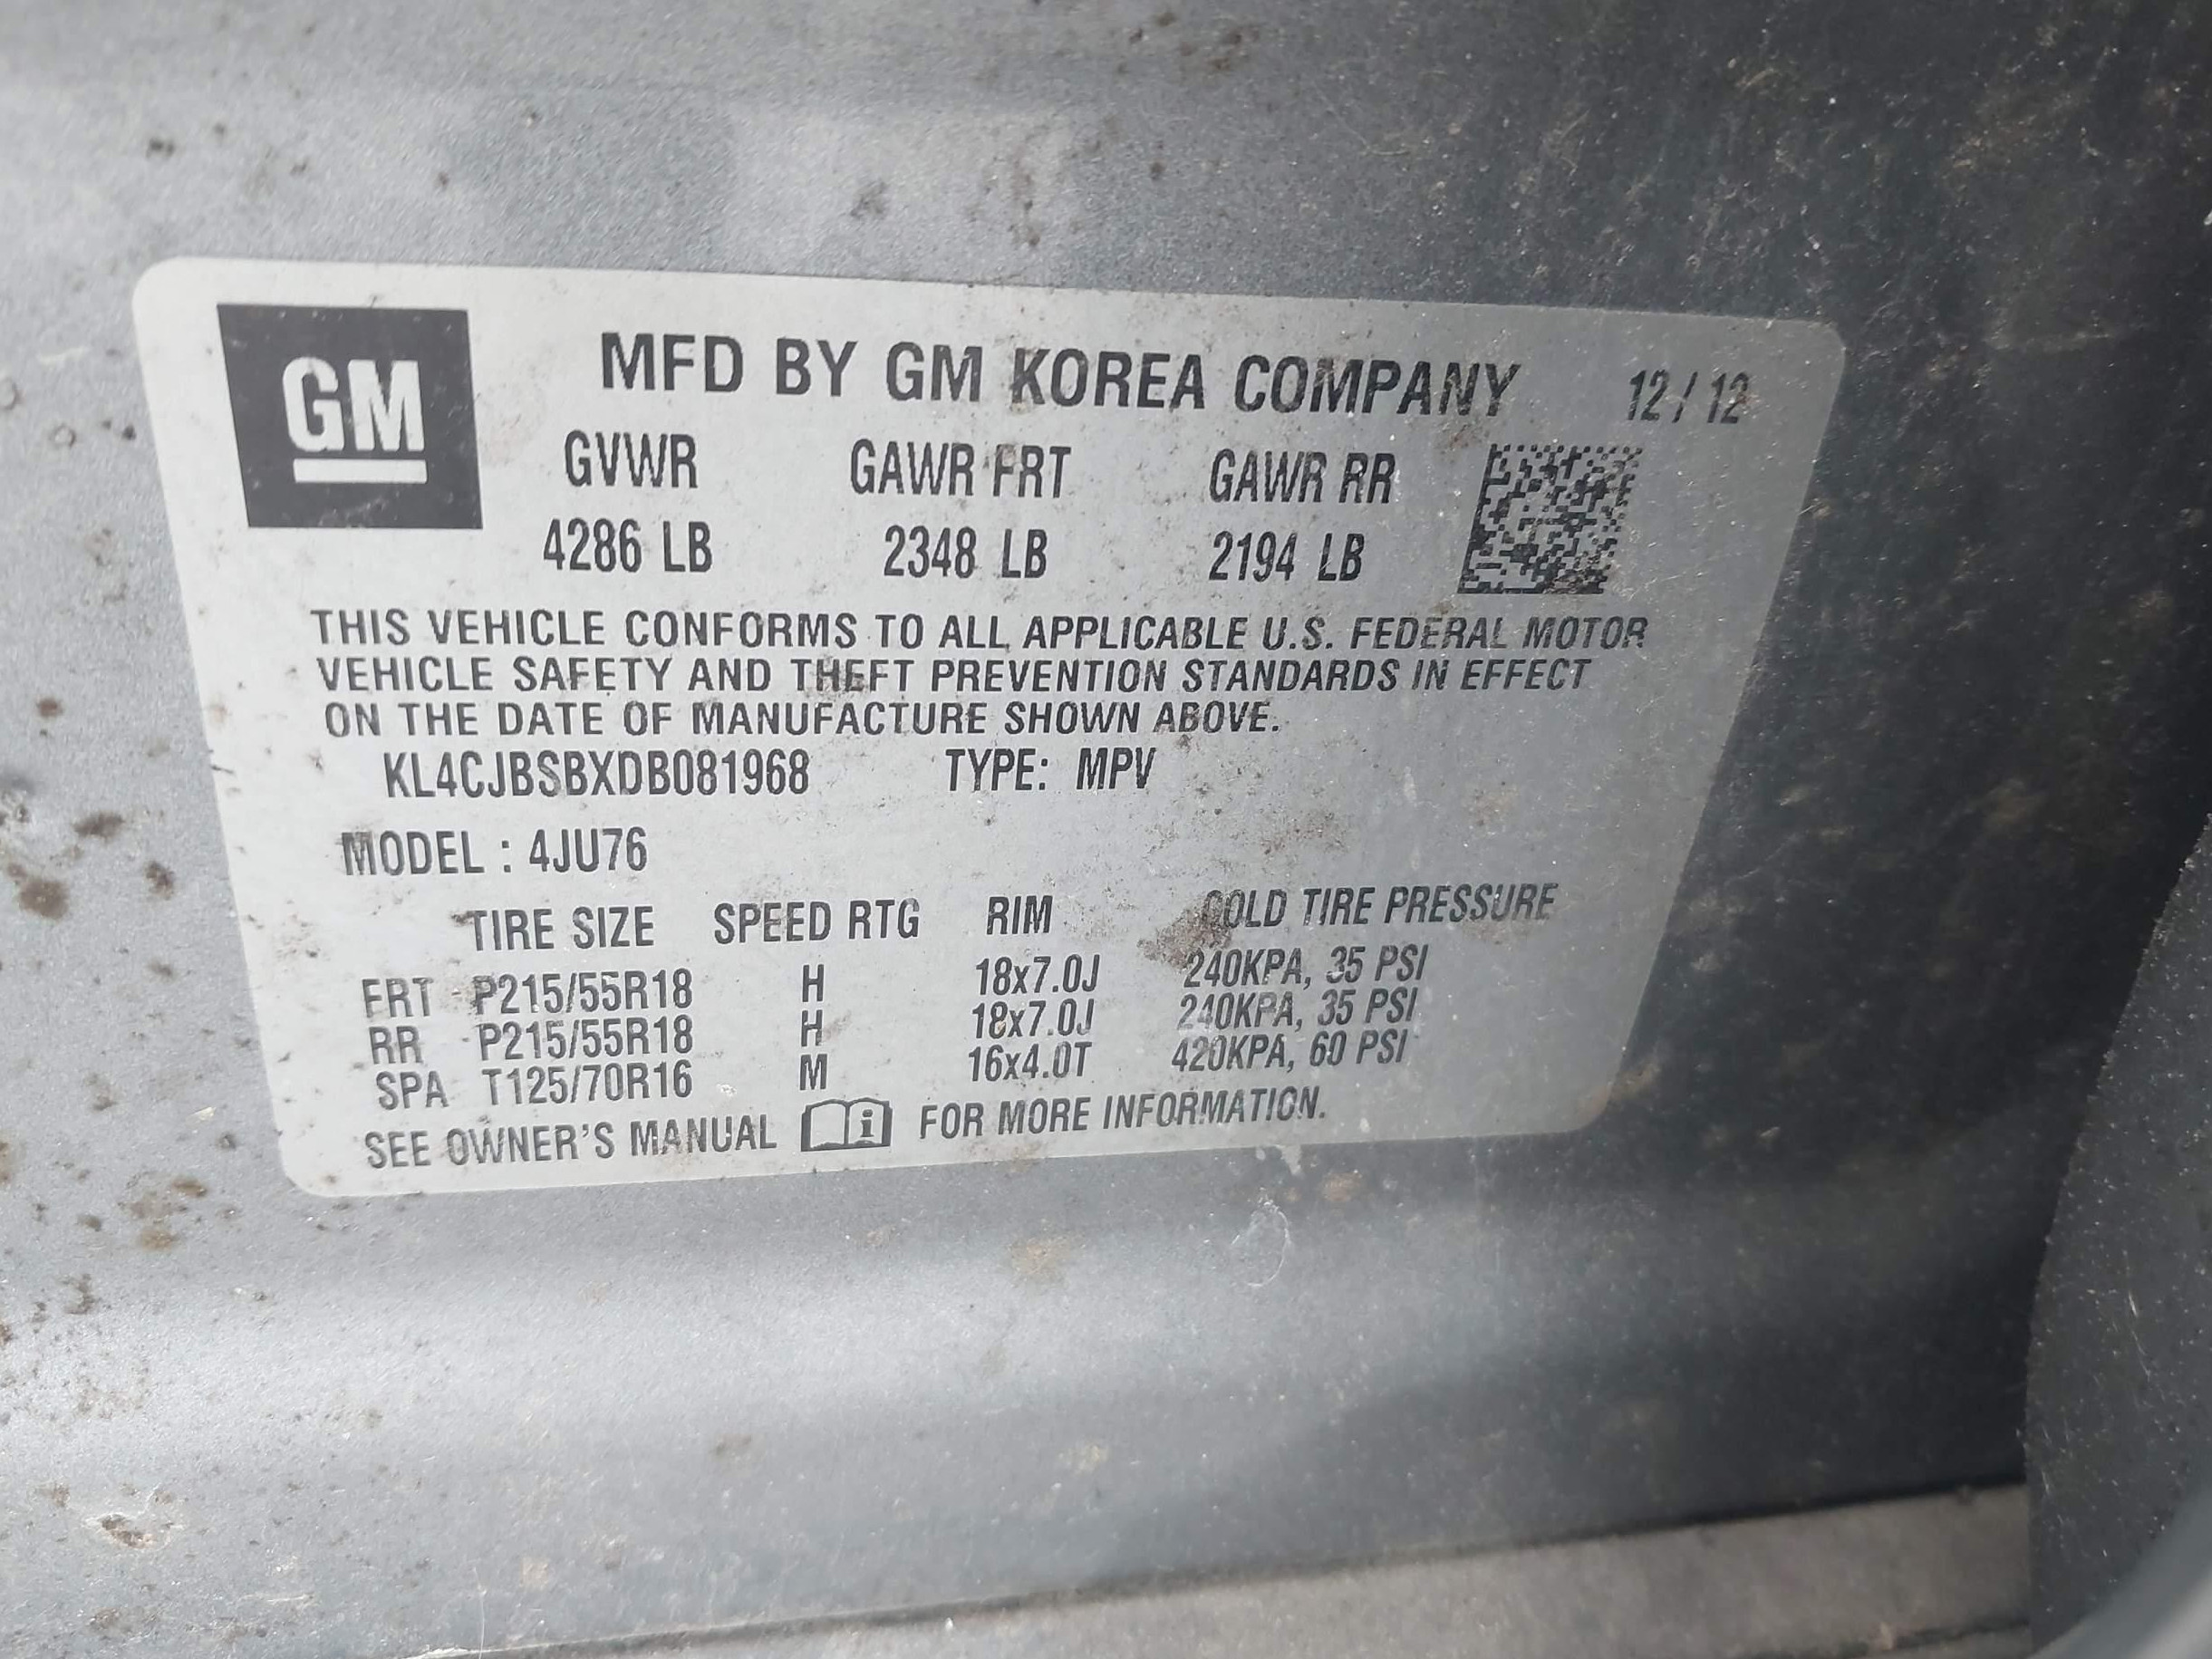 GM
MFD BY GM KOREA COMPANY 12/12
GVWR GAWR FRT GAWR RR
4286 LB 2348 LB 2194 LB
THIS VEHICLE CONFORMS TO ALL APPLICABLE U.S. FEDERAL MOTOR
VEHICLE SAFETY AND THEFT PREVENTION STANDARDS IN EFFECT
ON THE DATE OF MANUFACTURE SHOWN ABOVE.
KL4CJBSBXDB081968 TYPE: MPV
MODEL : 4JU76
TIRE SIZE SPEED RTG RIM COLD TIRE PRESSURE
FRT P215/55R18 H 18x7.0J 240KPA, 35 PSI
RR P215/55R18 H 18x7.0J 240KPA, 35 PSI
SPA T125/70R16 M 16x4.0T 420KPA, 60 PSI
SEE OWNER'S MANUAL i FOR MORE INFORMATION.